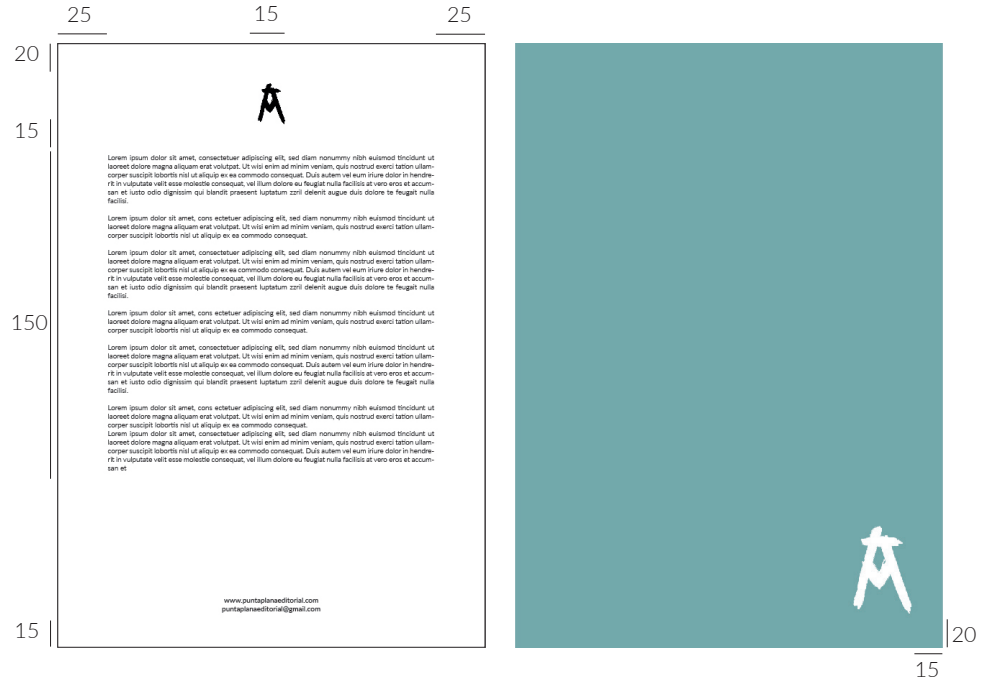 25 15 25
20
15
Lorem ipsum dolor sit amet, consectetuer adipiscing elit, sed diam nonummy nibh euismod tincidunt ut
laoreet dolore magna aliquam erat volutpat. Ut wisi enim ad minim veniam, quis nostrud exerci tation ullam-
corper suscipit lobortis nisl ut aliquip ex ea commodo consequat. Duis autem vel eum iriure dolor in hendre-
rit in vulputate velit esse molestie consequat, vel illum dolore eu feugiat nulla facilisis at vero eros et accum-
san et iusto odio dignissim qui blandit praesent luptatum zzril delenit augue duis dolore te feugait nulla
facilisi.
Lorem ipsum dolor sit amet, cons ectetuer adipiscing elit, sed diam nonummy nibh euismod tincidunt ut
laoreet dolore magna aliquam erat volutpat. Ut wisi enim ad minim veniam, quis nostrud exerci tation ullam-
corper suscipit lobortis nisl ut aliquip ex ea commodo consequat.
Lorem ipsum dolor sit amet, consectetuer adipiscing elit, sed diam nonummy nibh euismod tincidunt ut
laoreet dolore magna aliquam erat volutpat. Ut wisi enim ad minim veniam, quis nostrud exerci tation ullam-
corper suscipit lobortis nisl ut aliquip ex ea commodo consequat. Duis autem vel eum iriure dolor in hendre-
rit in vulputate velit esse molestie consequat, vel illum dolore eu feugiat nulla facilisis at vero eros et accum-
san et iusto odio dignissim qui blandit praesent luptatum zzril delenit augue duis dolore te feugait nulla
facilisi.
Lorem ipsum dolor sit amet, cons ectetuer adipiscing elit, sed diam nonummy nibh euismod tincidunt ut
laoreet dolore magna aliquam erat volutpat. Ut wisi enim ad minim veniam, quis nostrud exerci tation ullam-
corper suscipit lobortis nisl ut aliquip ex ea commodo consequat.
150
Lorem ipsum dolor sit amet, consectetuer adipiscing elit, sed diam nonummy nibh euismod tincidunt ut
laoreet dolore magna aliquam erat volutpat. Ut wisi enim ad minim veniam, quis nostrud exerci tation ullam-
corper suscipit lobortis nisl ut aliquip ex ea commodo consequat. Duis autem vel eum iriure dolor in hendre-
rit in vulputate velit esse molestie consequat, vel illum dolore eu feugiat nulla facilisis at vero eros et accum-
san et iusto odio dignissim qui blandit praesent luptatum zzril delenit augue duis dolore te feugait nulla
facilisi.
Lorem ipsum dolor sit amet, cons ectetuer adipiscing elit, sed diam nonummy nibh euismod tincidunt ut
laoreet dolore magna aliquam erat volutpat. Ut wisi enim ad minim veniam, quis nostrud exerci tation ullam-
corper suscipit lobortis nisl ut aliquip ex ea commodo consequat.
Lorem ipsum dolor sit amet, consectetuer adipiscing elit, sed diam nonummy nibh euismod tincidunt ut
laoreet dolore magna aliquam erat volutpat. Ut wisi enim ad minim veniam, quis nostrud exerci tation ullam-
corper suscipit lobortis nisl ut aliquip ex ea commodo consequat. Duis autem vel eum iriure dolor in hendre-
rit in vulputate velit esse molestie consequat, vel illum dolore eu feugiat nulla facilisis at vero eros et accum-
san et
www.puntaplanaeditorial.com
puntaplanaeditorial@gmail.com
15
20
15